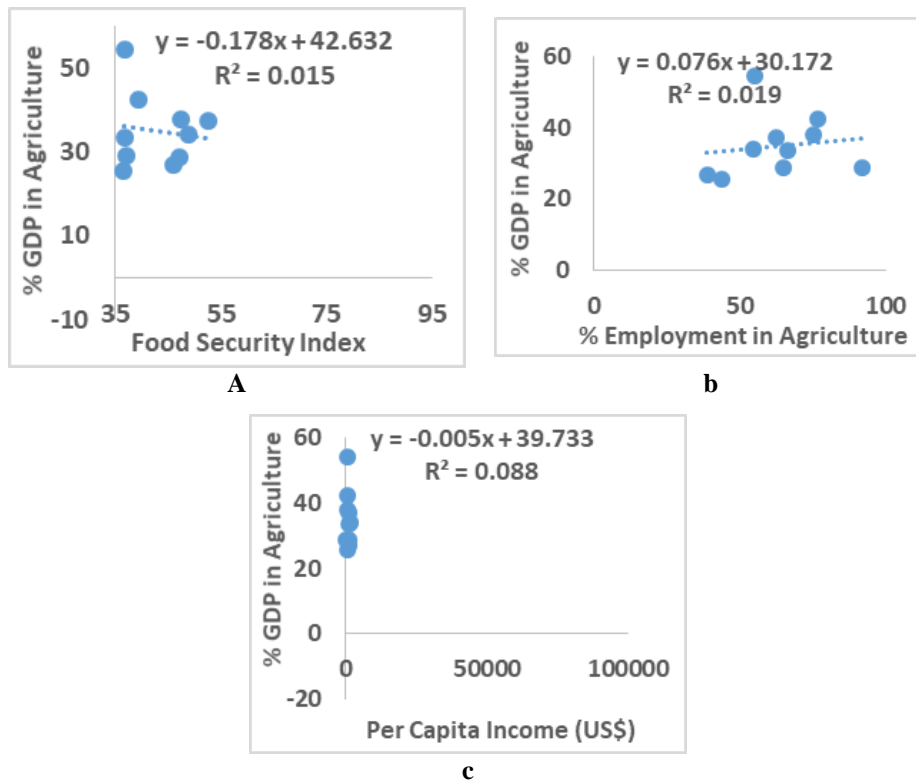 y = -0.178x + 42.632
R² = 0.015
% GDP in Agriculture
50
30
10
-10
35 55 75 95
Food Security Index
A
y = 0.076x + 30.172
R² = 0.019
% GDP in Agriculture
60
40
20
0
0 50 100
% Employment in Agriculture
b
y = -0.005x + 39.733
R² = 0.088
% GDP in Agriculture
60
40
20
0
-20
0 50000 100000
Per Capita Income (US$)
c